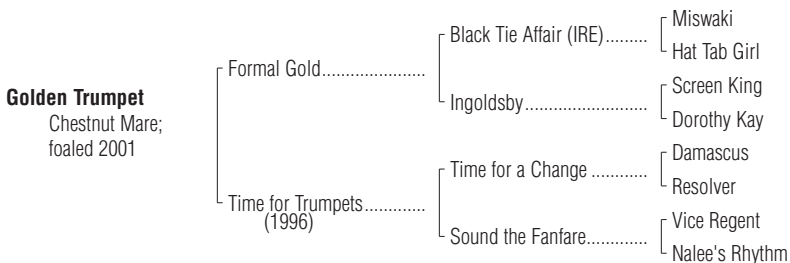 Golden Trumpet
Chestnut Mare;
foaled 2001
Formal Gold......................
Time for Trumpets.............
(1996)
Black Tie Affair (IRE).........
Ingoldsby..........................
Time for a Change ............
Sound the Fanfare.............
Miswaki
Hat Tab Girl
Screen King
Dorothy Kay
Damascus
Resolver
Vice Regent
Nalee's Rhythm